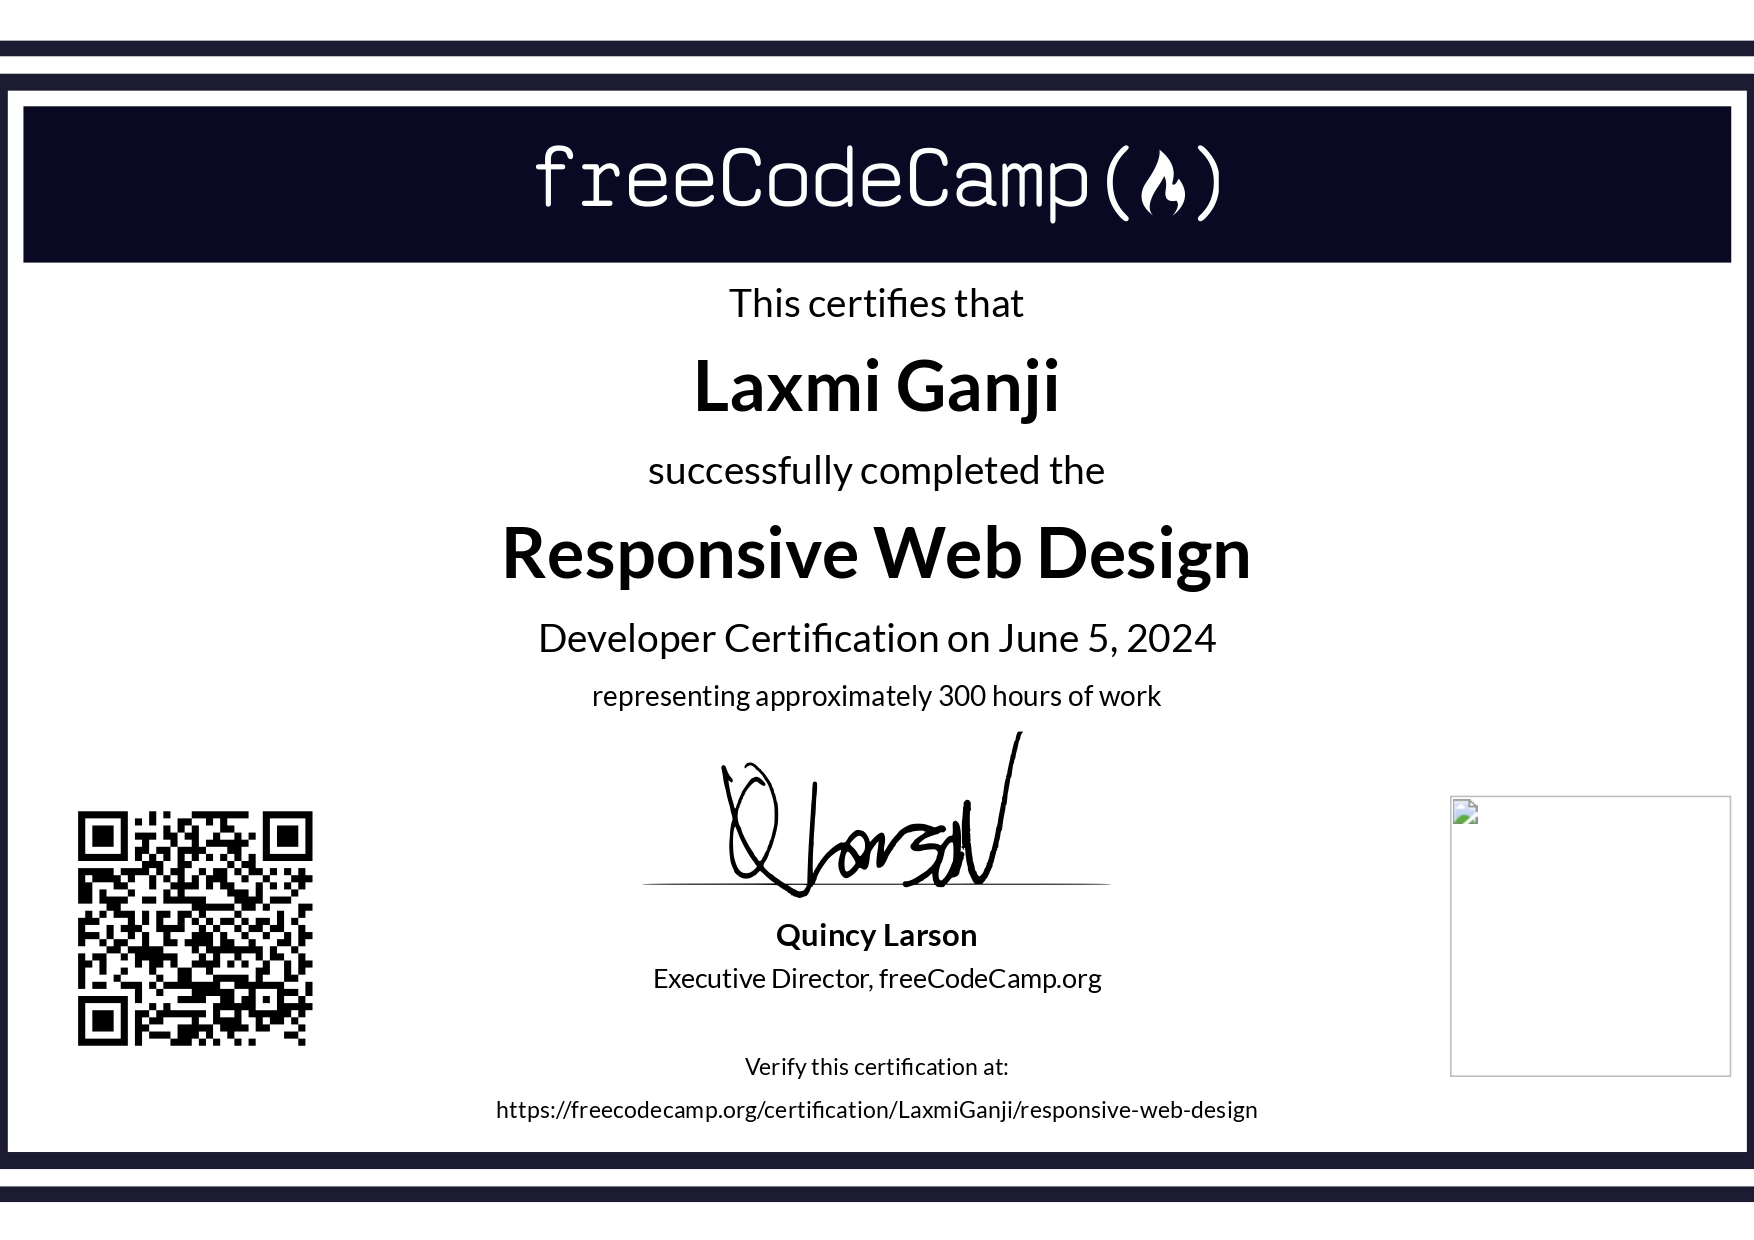 freeCodeCamp(🔥)
This certifies that
Laxmi Ganji
successfully completed the
Responsive Web Design
Developer Certification on June 5, 2024
representing approximately 300 hours of work
Q Larson
Quincy Larson
Executive Director, freeCodeCamp.org
Verify this certification at:
https://freecodecamp.org/certification/LaxmiGanji/responsive-web-design